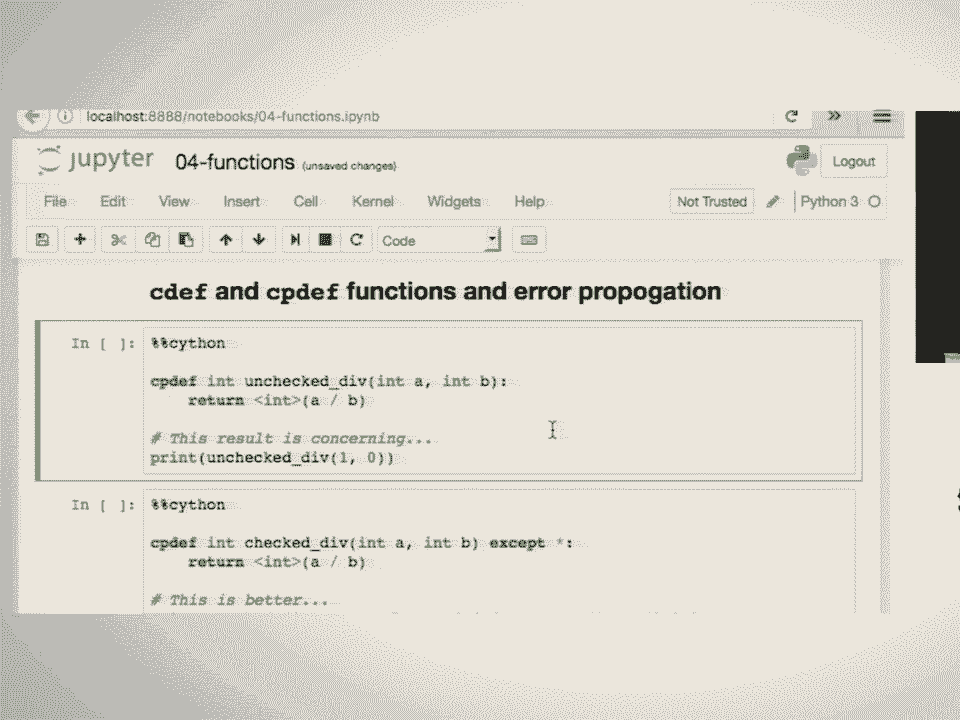 localhost:8888/notebooks/04-functions.ipynb
jupyter 04-functions (unsaved changes) Logout
File Edit View Insert Cell Kernel Widgets Help Not Trusted Python 3
Code
cdef and cpdef functions and error propogation
In [ ]: %%cython
cpdef int unchecked_div(int a, int b):
return <int>(a / b)
# This result is concerning...
print(unchecked_div(1, 0))
In [ ]: %%cython
cpdef int checked_div(int a, int b) except *:
return <int>(a / b)
# This is better...